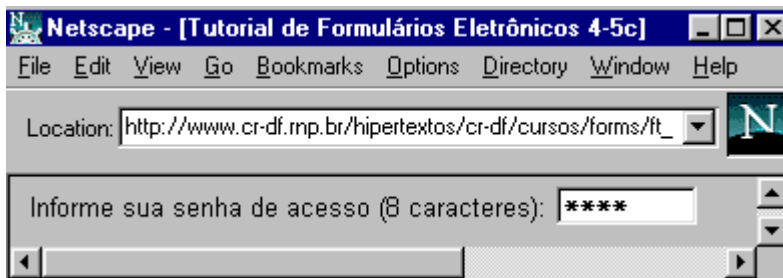 Netscape - [Tutorial de Formulários Eletrônicos 4-5c]
File Edit View Go Bookmarks Options Directory Window Help
Location: http://www.cr-df.rnp.br/hipertextos/cr-df/cursos/forms/ft_
N
Informe sua senha de acesso (8 caracteres): ****